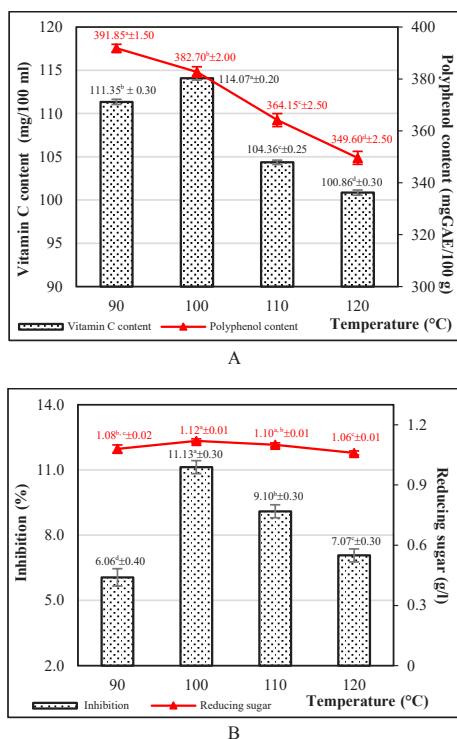 120
115
110
105
100
95
90
Vitamin C content (mg/100 ml)
391.85ᵃ±1.50
382.70ᵇ±2.00
364.15ᶜ±2.50
349.60ᵈ±2.50
111.35ᵇ ± 0.30
114.07ᵃ±0.20
104.36ᶜ±0.25
100.86ᵈ±0.30
400
380
360
340
320
300
Polyphenol content (mgGAE/100 g)
90 100 110 120
Vitamin C content Polyphenol content Temperature (°C)
A
14.0
11.0
8.0
5.0
2.0
Inhibition (%)
1.08ᵇ˒ᶜ±0.02
1.12ᵃ±0.01
1.10ᵃ˒ᵇ±0.01
1.06ᶜ±0.01
6.06ᵈ±0.40
11.13ᵃ±0.30
9.10ᵇ±0.30
7.07ᶜ±0.30
1.2
0.9
0.6
0.3
0
Reducing sugar (g/l)
90 100 110 120
Inhibition Reducing sugar Temperature (°C)
B